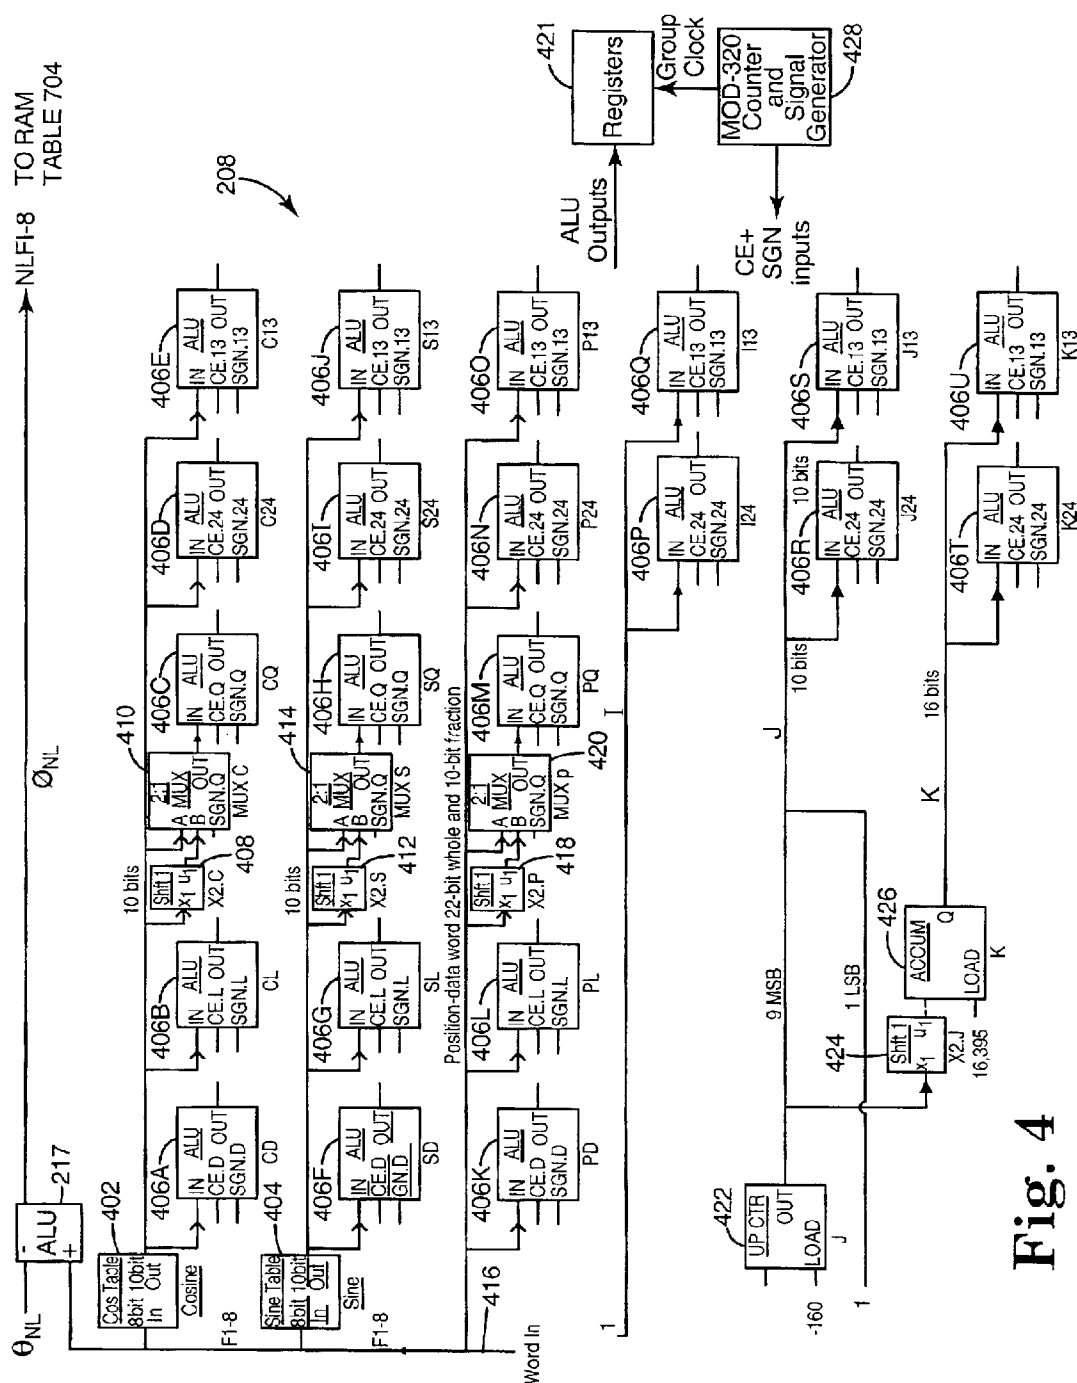 θNL
ØNL
NLFI-8 TO RAM
TABLE 704
-
ALU
+
217
208
402
Cos Table
8bit 10bit
In Out
Cosine
F1-8
10 bits
406A
IN ALU
CE.D OUT
SGN.D
CD
406B
IN ALU
CE.L OUT
SGN.L
CL
Shft 1
x1 u1
X2.C
408
410
2:1
A MUX
B OUT
SGN.Q
MUX C
406C
IN ALU
CE.Q OUT
SGN.Q
CQ
406D
IN ALU
CE.24 OUT
SGN.24
C24
406E
IN ALU
CE.13 OUT
SGN.13
C13
404
Sine Table
8bit 10bit
In Out
Sine
F1-8
10 bits
406F
IN ALU
CE.D OUT
GN.D
SD
406G
IN ALU
CE.L OUT
SGN.L
SL
Shft 1
x1 u1
X2.S
412
414
2:1
A MUX
B OUT
SGN.Q
MUX S
406H
IN ALU
CE.Q OUT
SGN.Q
SQ
406I
IN ALU
CE.24 OUT
SGN.24
S24
406J
IN ALU
CE.13 OUT
SGN.13
S13
416
Word In
Position-data word 22-bit whole and 10-bit fraction
406K
IN ALU
CE.D OUT
SGN.D
PD
406L
IN ALU
CE.L OUT
SGN.L
PL
Shft 1
x1 u1
X2.P
418
2:1
A MUX
B OUT
SGN.Q
MUX p
420
406M
IN ALU
CE.Q OUT
SGN.Q
PQ
406N
IN ALU
CE.24 OUT
SGN.24
P24
406O
IN ALU
CE.13 OUT
SGN.13
P13
1
I
406P
IN ALU
CE.24 OUT
SGN.24
I24
406Q
IN ALU
CE.13 OUT
SGN.13
I13
ALU
Outputs
421
Registers
Group
Clock
CE+
SGN
inputs
MOD-320
Counter
and
Signal
Generator
428
422
UP CTR
OUT
LOAD
J
-160
1
9 MSB
1 LSB
J
10 bits
406R
IN ALU
CE.24 OUT
SGN.24
J24
10 bits
406S
IN ALU
CE.13 OUT
SGN.13
J13
424
Shft 1
x1 u1
X2.J
16,395
426
ACCUM
Q
LOAD
K
K
16 bits
406T
IN ALU
CE.24 OUT
SGN.24
K24
406U
IN ALU
CE.13 OUT
SGN.13
K13
Fig. 4